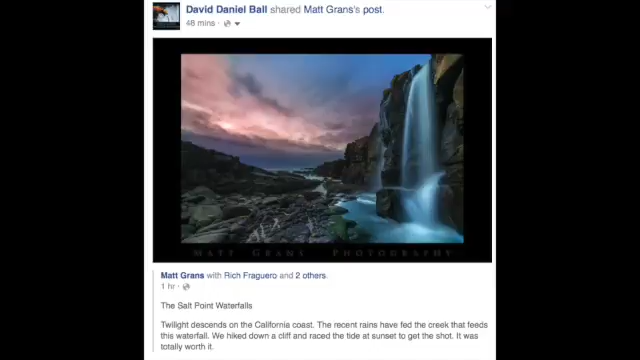 David Daniel Ball shared Matt Grans's post.
48 mins ·
MATT GRANS PHOTOGRAPHY
Matt Grans with Rich Fraguero and 2 others.
1 hr ·
The Salt Point Waterfalls
Twilight descends on the California coast. The recent rains have fed the creek that feeds
this waterfall. We hiked down a cliff and raced the tide at sunset to get the shot. It was
totally worth it.